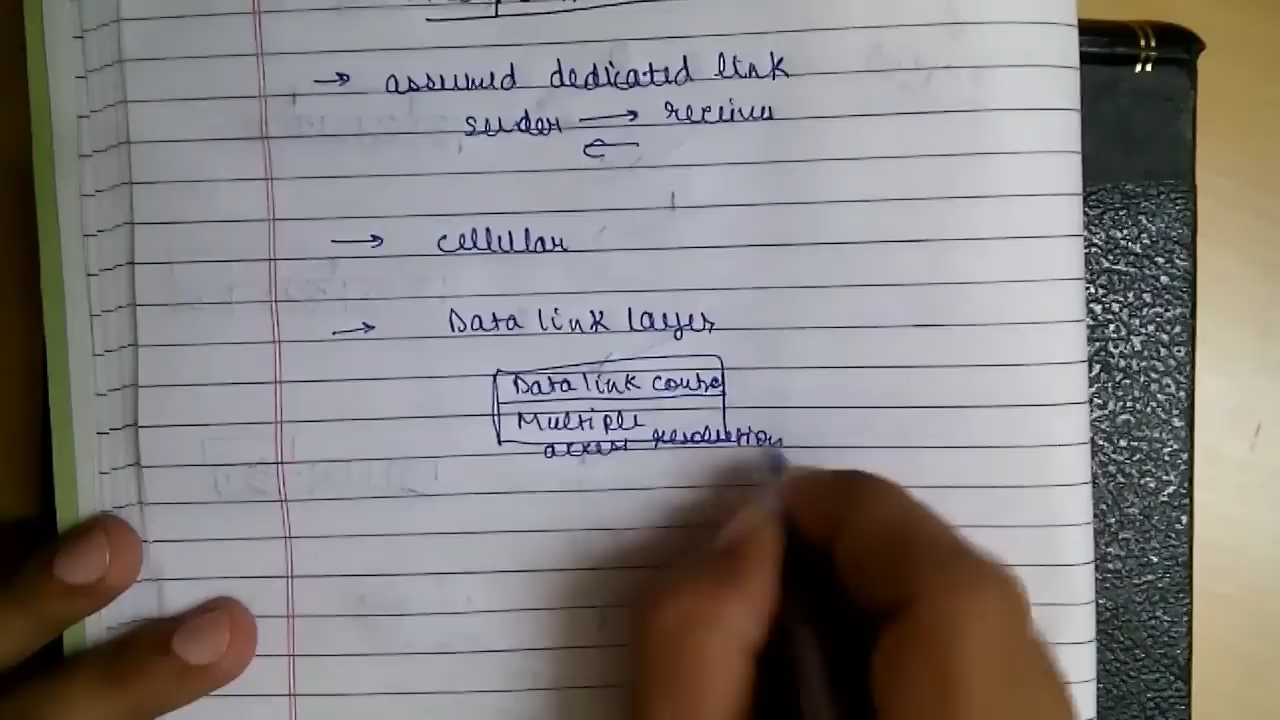 → assumed dedicated link
sender → receiver
←
→ cellular
→ Data link layer
Data link control
Multiple
access resolution